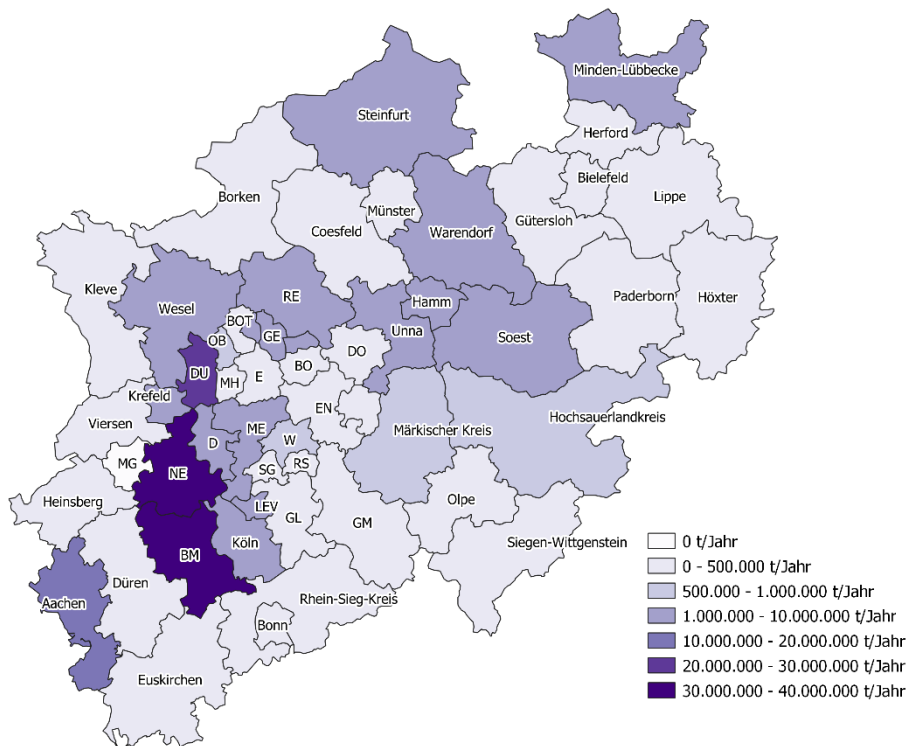 Minden-Lübbecke
Steinfurt
Herford
Bielefeld
Lippe
Borken
Münster
Gütersloh
Coesfeld
Warendorf
Kleve
Wesel
RE
Hamm
Paderborn
Höxter
BOT
GE
Unna
Soest
OB
DO
DU
MH
E
BO
Krefeld
EN
Hochsauerlandkreis
Viersen
ME
Märkischer Kreis
D
W
MG
NE
SG
RS
Heinsberg
LEV
GL
GM
Olpe
BM
Köln
Siegen-Wittgenstein
Düren
Aachen
Rhein-Sieg-Kreis
Bonn
Euskirchen
0 t/Jahr
0 - 500.000 t/Jahr
500.000 - 1.000.000 t/Jahr
1.000.000 - 10.000.000 t/Jahr
10.000.000 - 20.000.000 t/Jahr
20.000.000 - 30.000.000 t/Jahr
30.000.000 - 40.000.000 t/Jahr